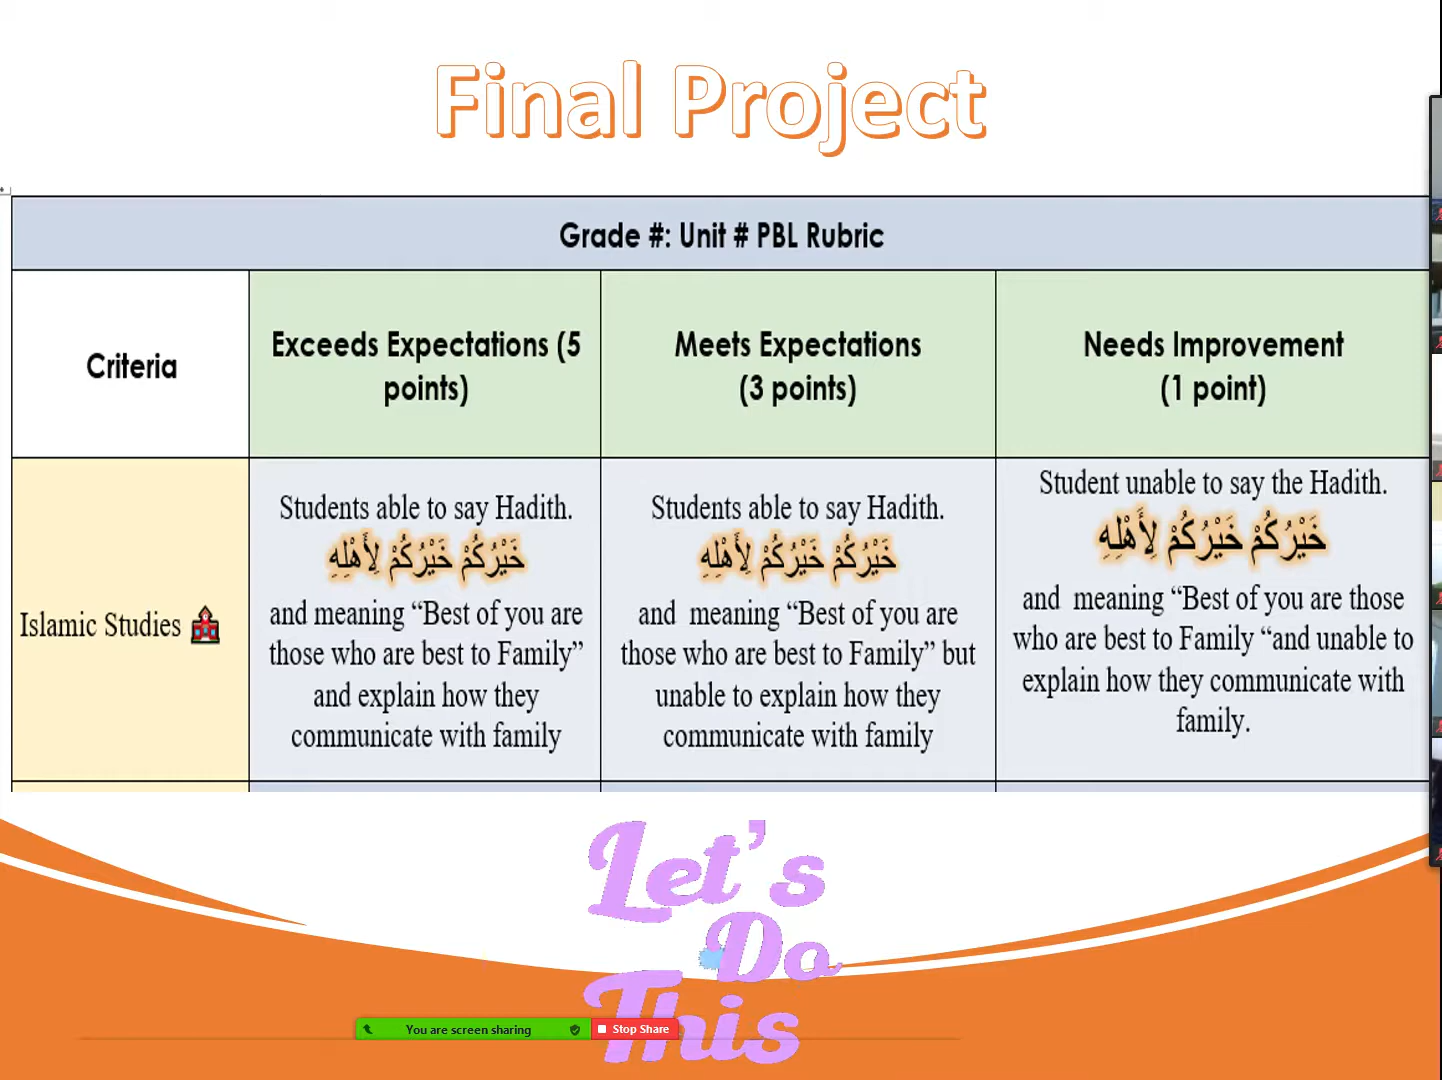 Final Project
Grade #: Unit # PBL Rubric
Criteria
Exceeds Expectations (5
points)
Meets Expectations
(3 points)
Needs Improvement
(1 point)
Islamic Studies
Students able to say Hadith.
خَيْرُكُمْ خَيْرُكُمْ لِأَهْلِهِ
and meaning “Best of you are
those who are best to Family”
and explain how they
communicate with family
Students able to say Hadith.
خَيْرُكُمْ خَيْرُكُمْ لِأَهْلِهِ
and meaning “Best of you are
those who are best to Family” but
unable to explain how they
communicate with family
Student unable to say the Hadith.
خَيْرُكُمْ خَيْرُكُمْ لِأَهْلِهِ
and meaning “Best of you are those
who are best to Family “and unable to
explain how they communicate with
family.
Let’s
Do
This
You are screen sharing
Stop Share